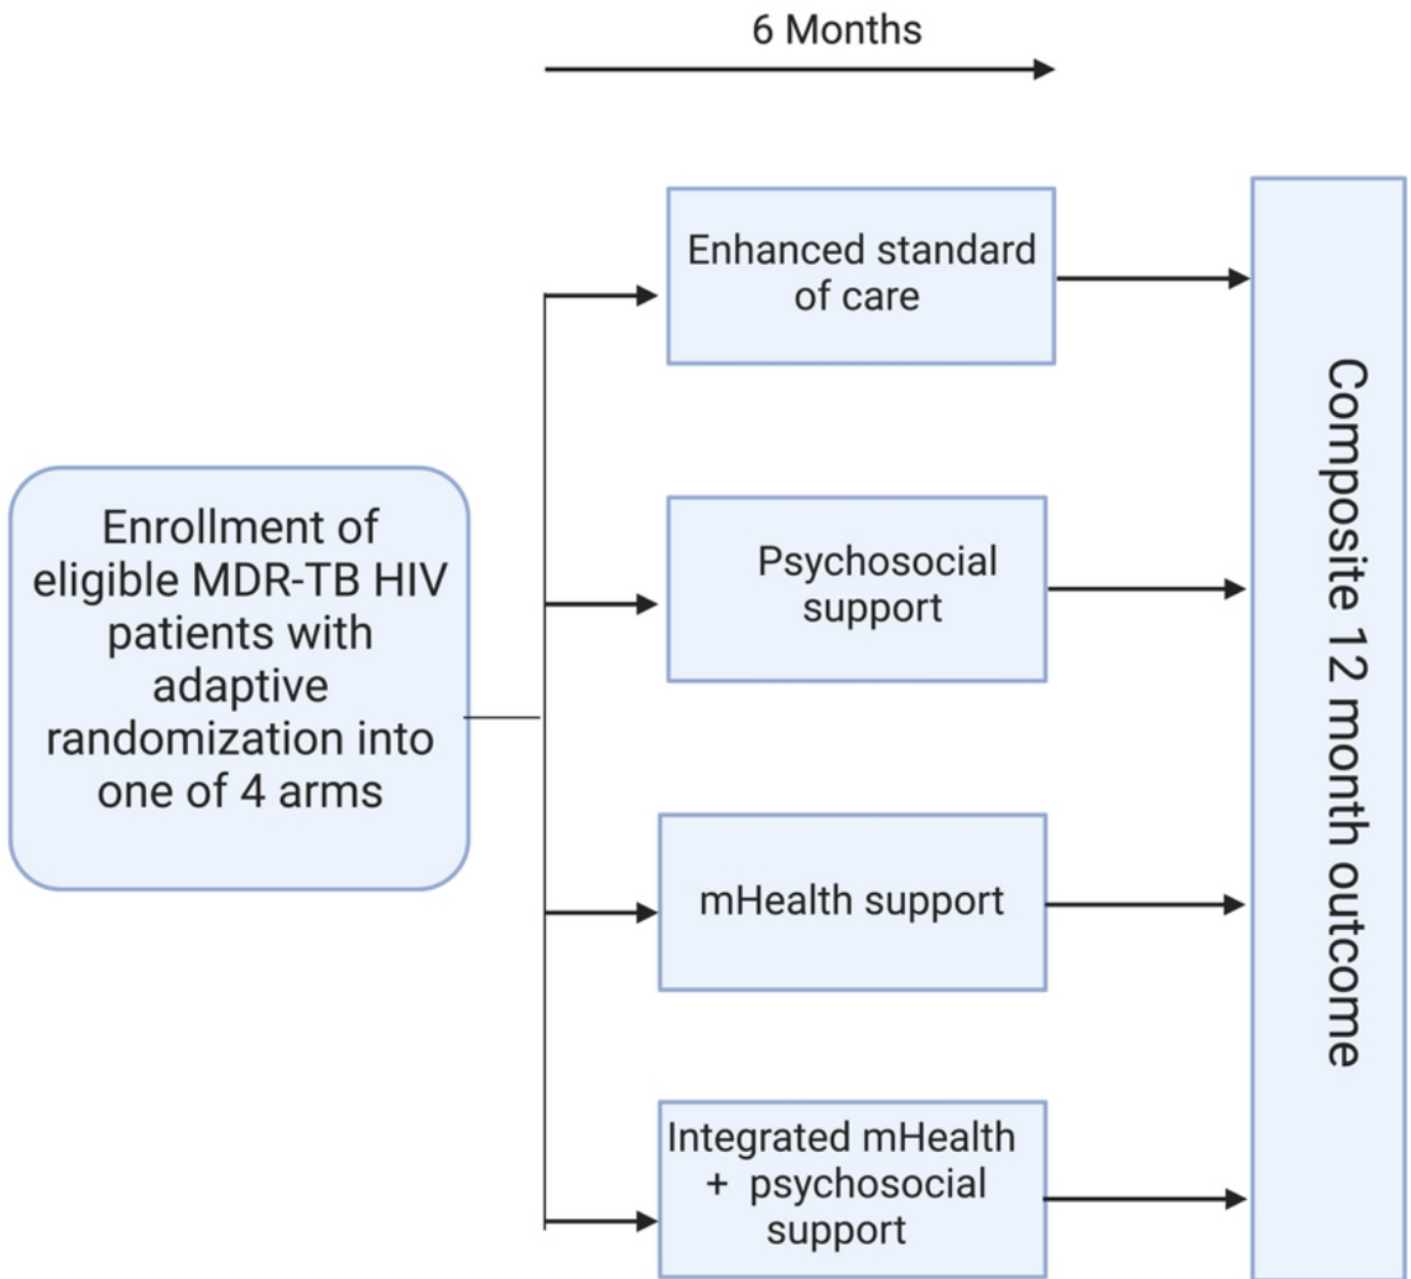 6 Months
Enrollment of
eligible MDR-TB HIV
patients with
adaptive
randomization into
one of 4 arms
Enhanced standard
of care
Psychosocial
support
mHealth support
Integrated mHealth
+ psychosocial
support
Composite 12 month outcome